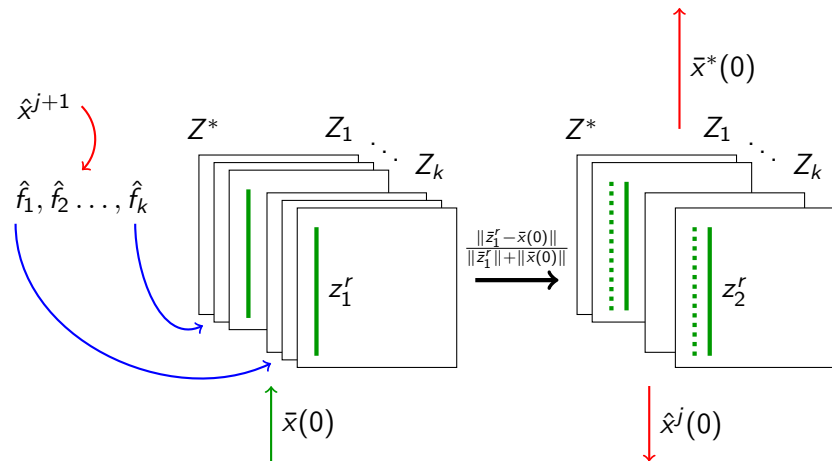 x̄*(0)
x̂^{j+1}
Z* Z_1 ⋱ Z_k
Z* Z_1 ⋱ Z_k
f̂_1, f̂_2 ..., f̂_k
‖z̄_1^r − x̄(0)‖
‖z̄_1^r‖+‖x̄(0)‖
z_1^r
z_2^r
x̄(0)
x̂^j(0)